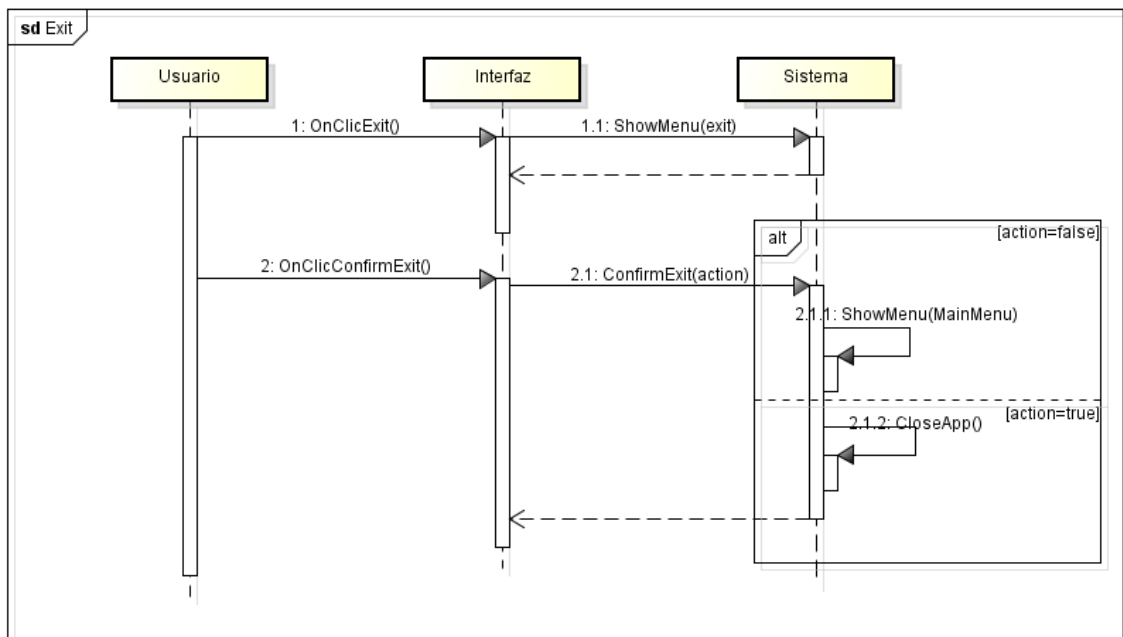 sd Exit
Usuario
Interfaz
Sistema
1: OnClicExit()
1.1: ShowMenu(exit)
alt
[action=false]
2: OnClicConfirmExit()
2.1: ConfirmExit(action)
2.1.1: ShowMenu(MainMenu)
[action=true]
2.1.2: CloseApp()